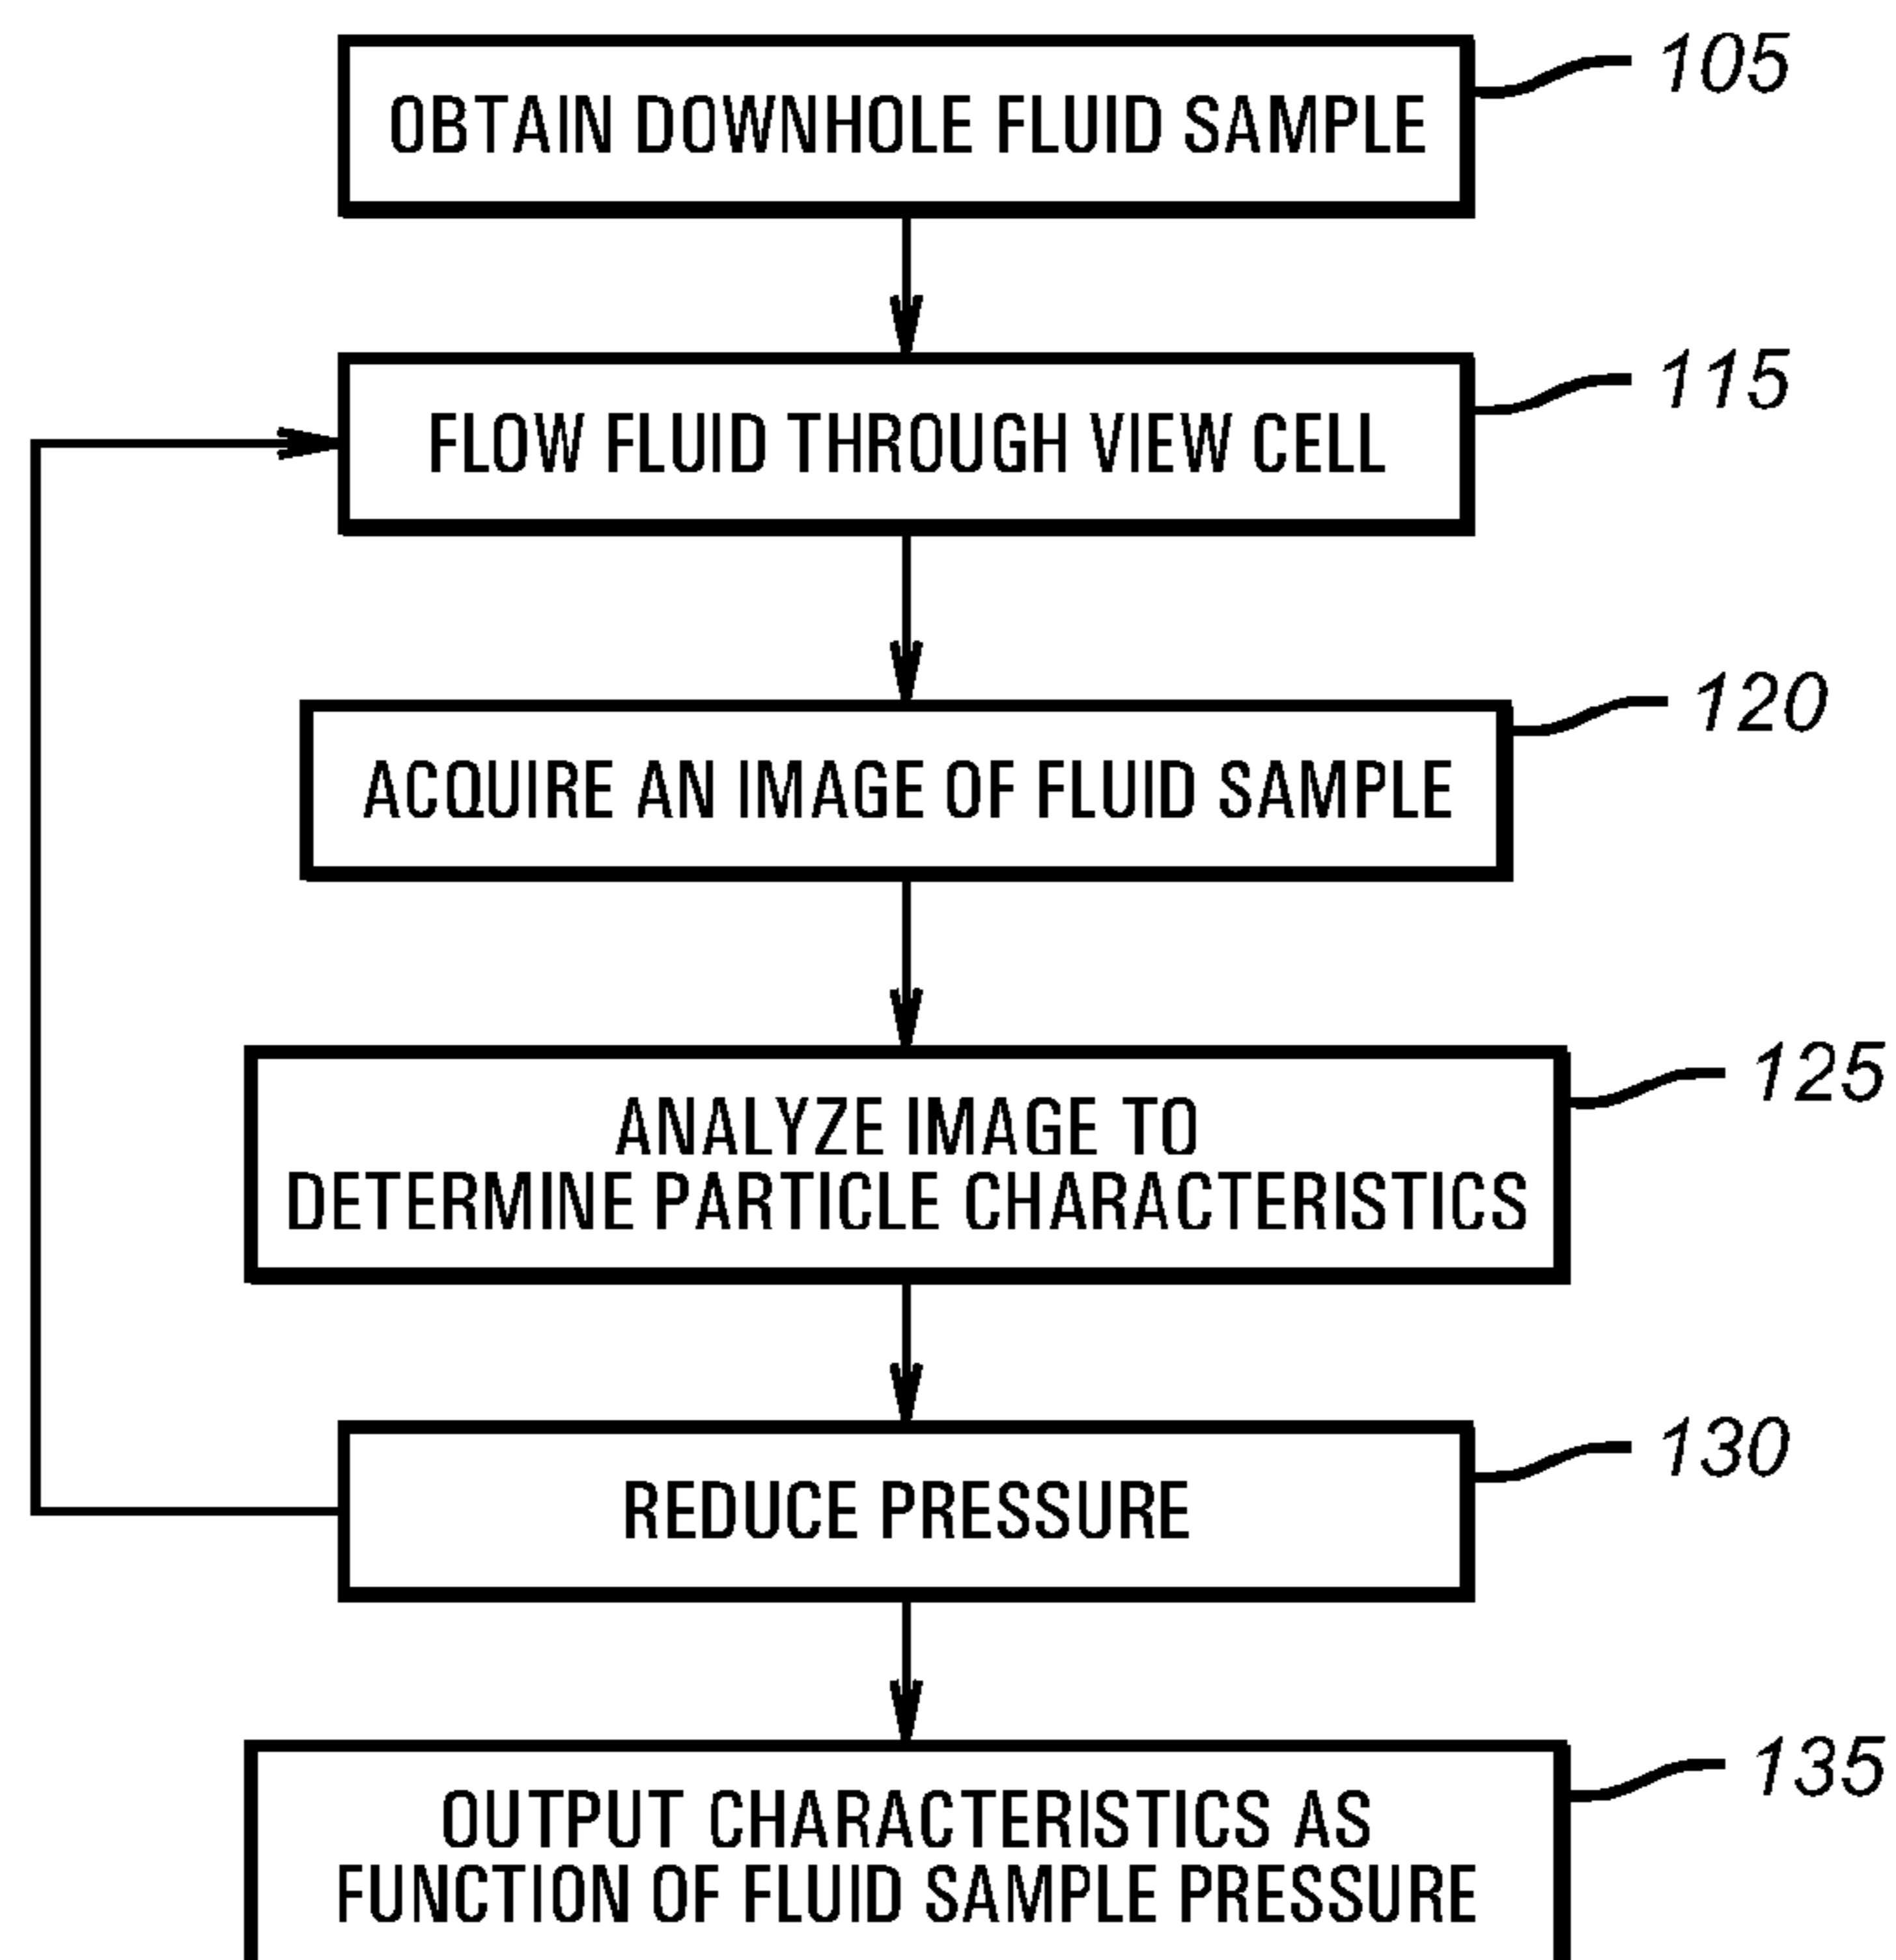 OBTAIN DOWNHOLE FLUID SAMPLE
105
FLOW FLUID THROUGH VIEW CELL
115
ACQUIRE AN IMAGE OF FLUID SAMPLE
120
ANALYZE IMAGE TO
DETERMINE PARTICLE CHARACTERISTICS
125
REDUCE PRESSURE
130
OUTPUT CHARACTERISTICS AS
FUNCTION OF FLUID SAMPLE PRESSURE
135